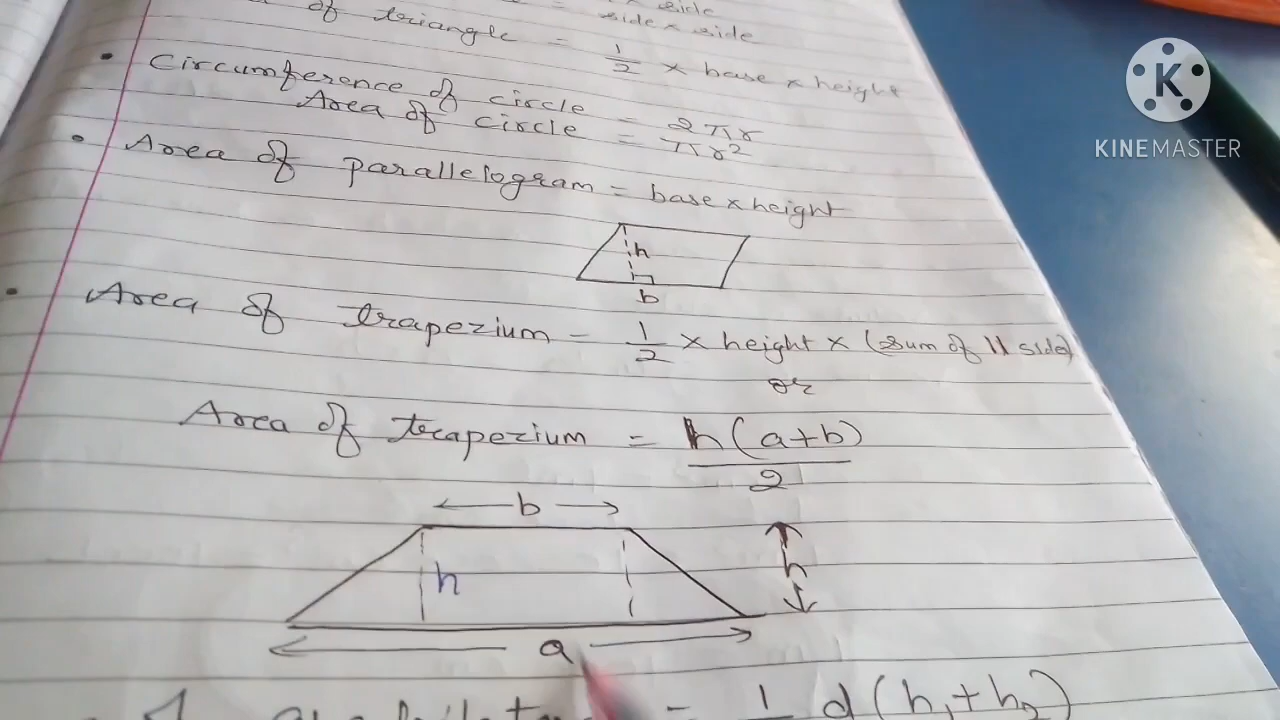 side
side × side
of triangle = 1/2 × base × height
• Circumference of circle = 2πr
Area of circle = πr²
• Area of parallelogram = base × height
h
b
• Area of trapezium = 1/2 × height × (sum of || side)
or
Area of trapezium = h(a+b)/2
b
h
h
a
= 1 d(h₁+h₂)
K
KINEMASTER